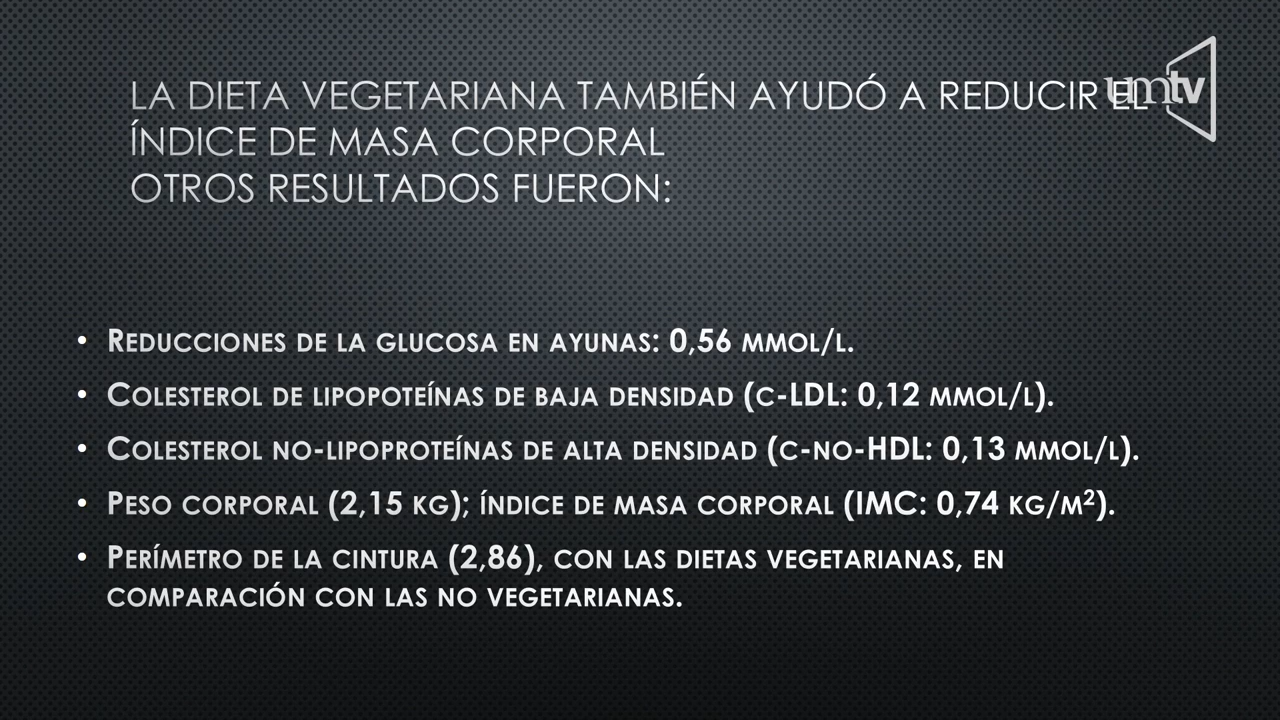 LA DIETA VEGETARIANA TAMBIÉN AYUDÓ A REDUCIR EL
umtv
ÍNDICE DE MASA CORPORAL
OTROS RESULTADOS FUERON:
• REDUCCIONES DE LA GLUCOSA EN AYUNAS: 0,56 MMOL/L.
• COLESTEROL DE LIPOPOTEÍNAS DE BAJA DENSIDAD (C-LDL: 0,12 MMOL/L).
• COLESTEROL NO-LIPOPROTEÍNAS DE ALTA DENSIDAD (C-NO-HDL: 0,13 MMOL/L).
• PESO CORPORAL (2,15 KG); ÍNDICE DE MASA CORPORAL (IMC: 0,74 KG/M²).
• PERÍMETRO DE LA CINTURA (2,86), CON LAS DIETAS VEGETARIANAS, EN
COMPARACIÓN CON LAS NO VEGETARIANAS.